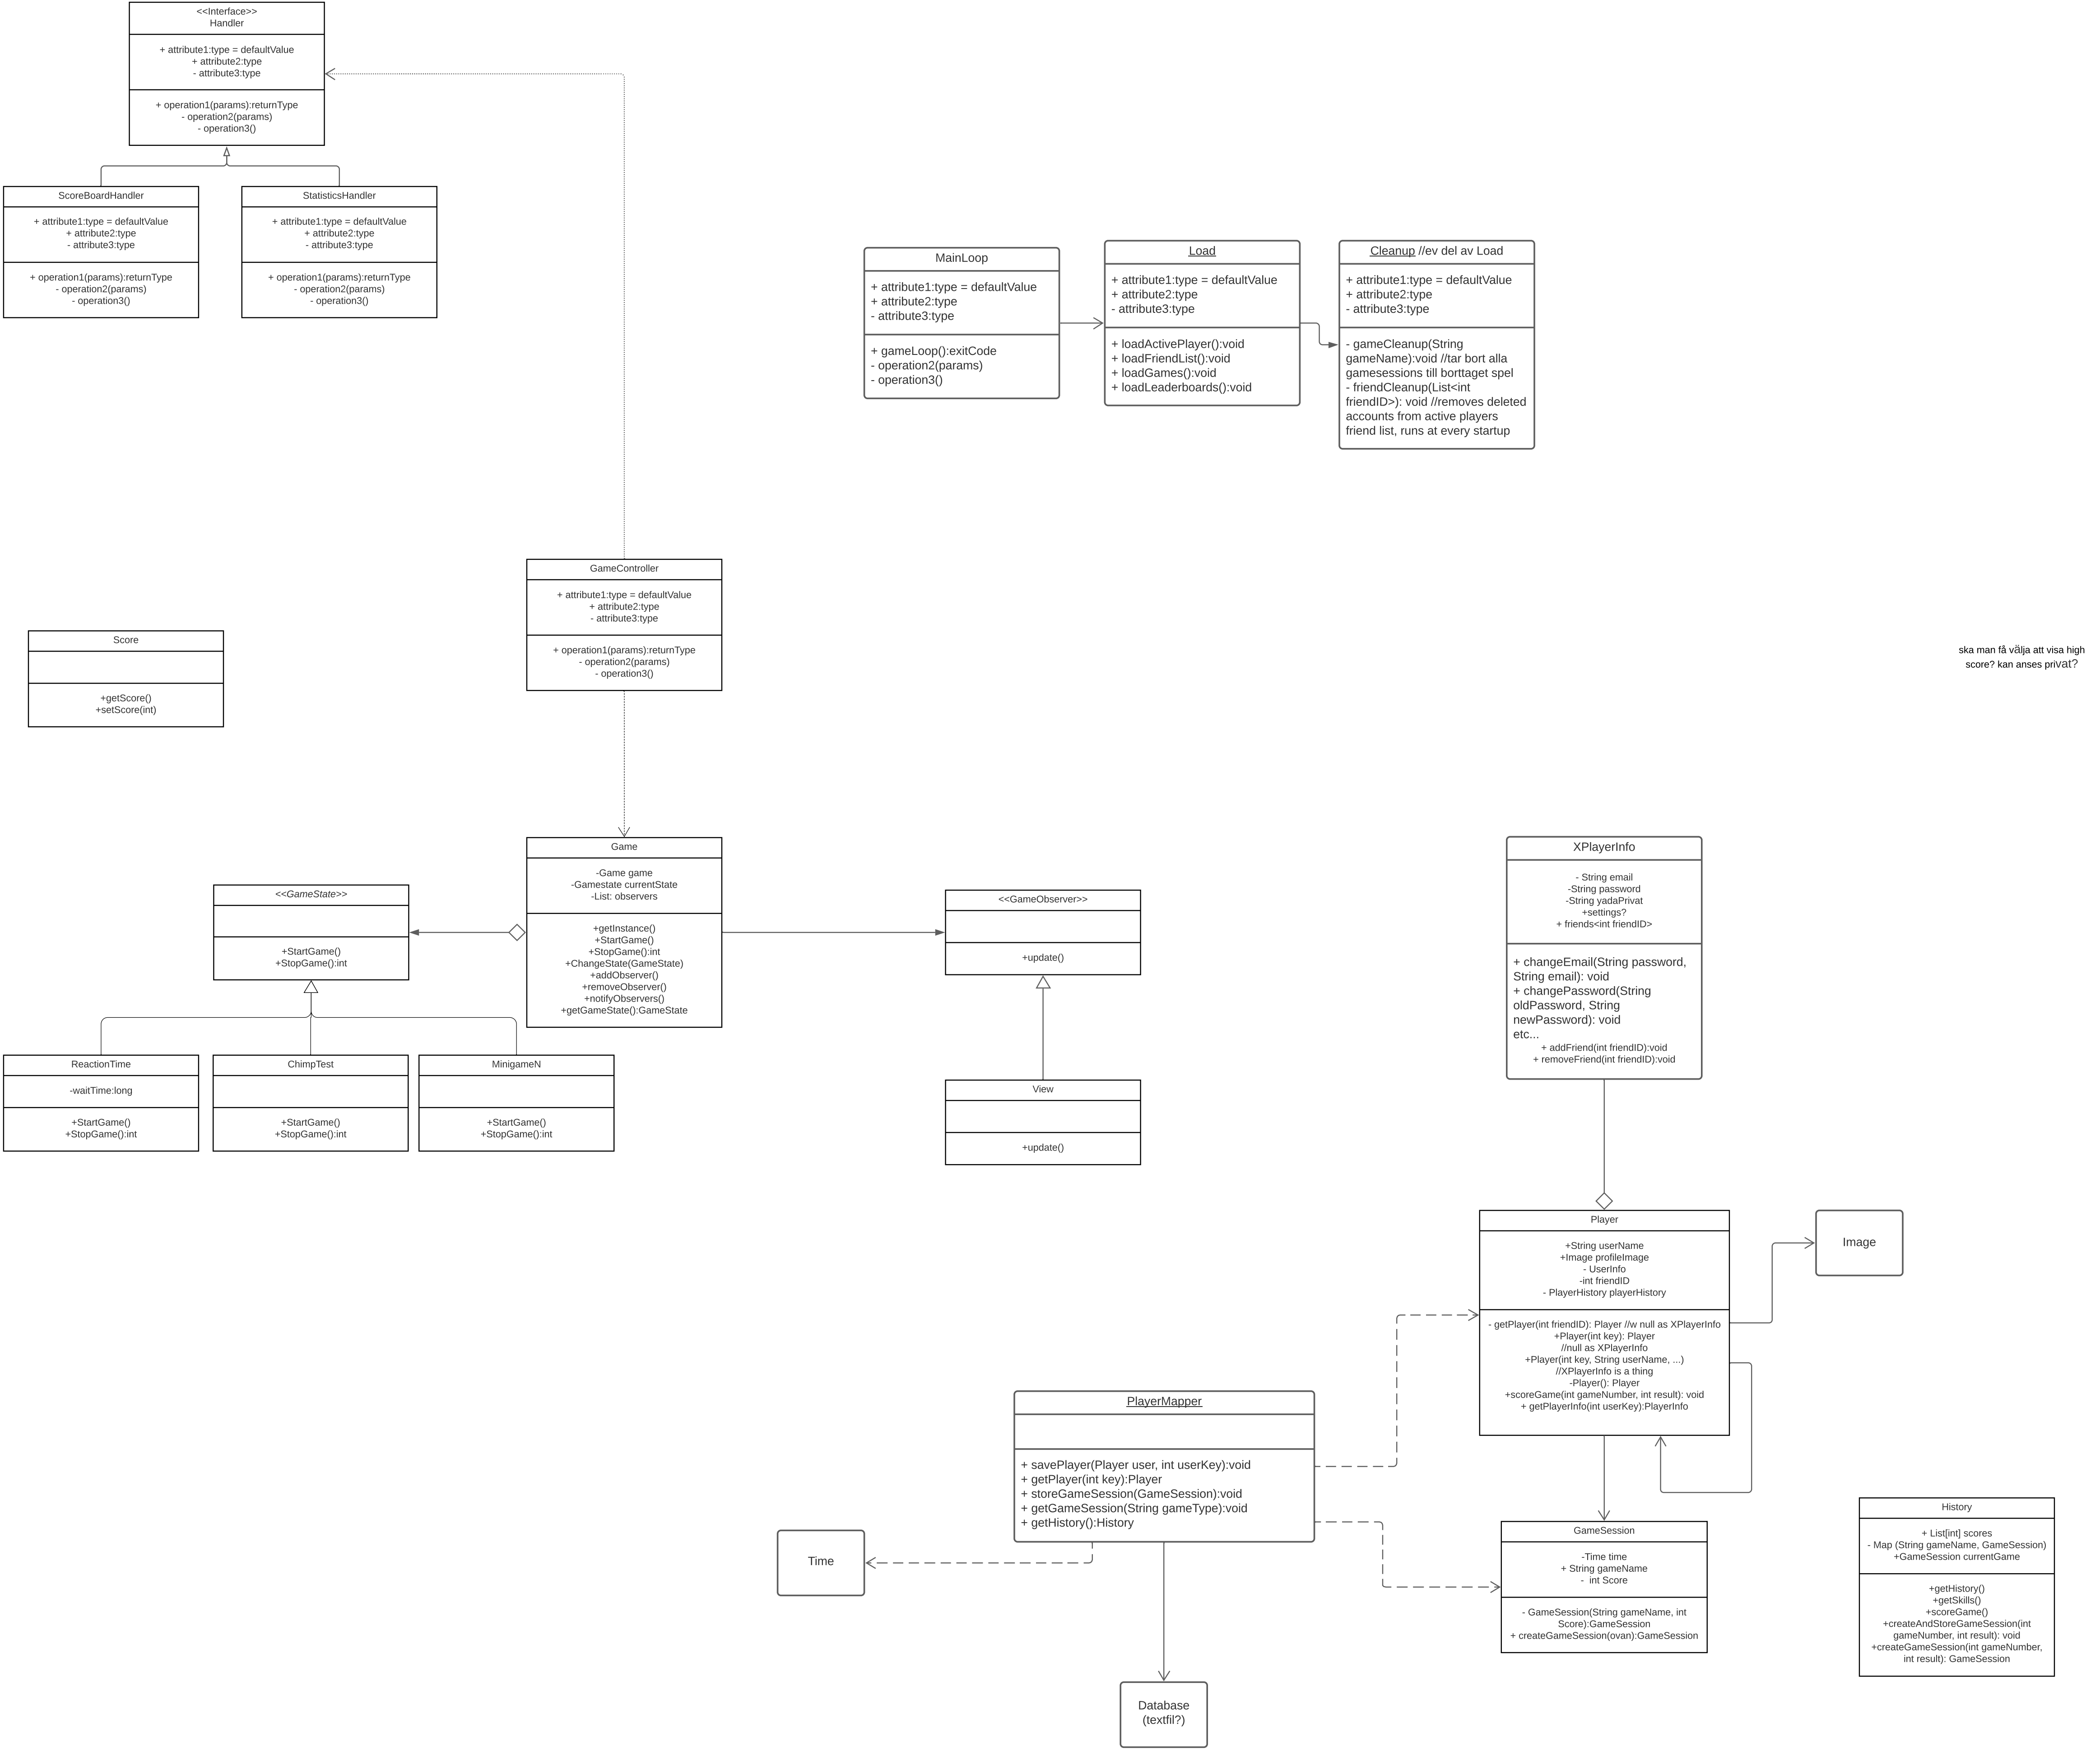 <<Interface>>
Handler
+ attribute1:type = defaultValue
+ attribute2:type
- attribute3:type
+ operation1(params):returnType
- operation2(params)
- operation3()
ScoreBoardHandler
+ attribute1:type = defaultValue
+ attribute2:type
- attribute3:type
+ operation1(params):returnType
- operation2(params)
- operation3()
StatisticsHandler
+ attribute1:type = defaultValue
+ attribute2:type
- attribute3:type
+ operation1(params):returnType
- operation2(params)
- operation3()
MainLoop
+ attribute1:type = defaultValue
+ attribute2:type
- attribute3:type
+ gameLoop():exitCode
- operation2(params)
- operation3()
Load
+ attribute1:type = defaultValue
+ attribute2:type
- attribute3:type
+ loadActivePlayer():void
+ loadFriendList():void
+ loadGames():void
+ loadLeaderboards():void
Cleanup //ev del av Load
+ attribute1:type = defaultValue
+ attribute2:type
- attribute3:type
- gameCleanup(String
gameName):void //tar bort alla
gamesessions till borttaget spel
- friendCleanup(List<int
friendID>): void //removes deleted
accounts from active players
friend list, runs at every startup
GameController
+ attribute1:type = defaultValue
+ attribute2:type
- attribute3:type
+ operation1(params):returnType
- operation2(params)
- operation3()
Score
+getScore()
+setScore(int)
ska man få välja att visa high
score? kan anses privat?
Game
-Game game
-Gamestate currentState
-List: observers
+getInstance()
+StartGame()
+StopGame():int
+ChangeState(GameState)
+addObserver()
+removeObserver()
+notifyObservers()
+getGameState():GameState
<<GameState>>
+StartGame()
+StopGame():int
<<GameObserver>>
+update()
ReactionTime
-waitTime:long
+StartGame()
+StopGame():int
ChimpTest
+StartGame()
+StopGame():int
MinigameN
+StartGame()
+StopGame():int
View
+update()
XPlayerInfo
- String email
-String password
-String yadaPrivat
+settings?
+ friends<int friendID>
+ changeEmail(String password,
String email): void
+ changePassword(String
oldPassword, String
newPassword): void
etc...
+ addFriend(int friendID):void
+ removeFriend(int friendID):void
Player
+String userName
+Image profileImage
- UserInfo
-int friendID
- PlayerHistory playerHistory
- getPlayer(int friendID): Player //w null as XPlayerInfo
+Player(int key): Player
//null as XPlayerInfo
+Player(int key, String userName, ...)
//XPlayerInfo is a thing
-Player(): Player
+scoreGame(int gameNumber, int result): void
+ getPlayerInfo(int userKey):PlayerInfo
Image
PlayerMapper
+ savePlayer(Player user, int userKey):void
+ getPlayer(int key):Player
+ storeGameSession(GameSession):void
+ getGameSession(String gameType):void
+ getHistory():History
Time
GameSession
-Time time
+ String gameName
- int Score
- GameSession(String gameName, int
Score):GameSession
+ createGameSession(ovan):GameSession
History
+ List[int] scores
- Map (String gameName, GameSession)
+GameSession currentGame
+getHistory()
+getSkills()
+scoreGame()
+createAndStoreGameSession(int
gameNumber, int result): void
+createGameSession(int gameNumber,
int result): GameSession
Database
(textfil?)